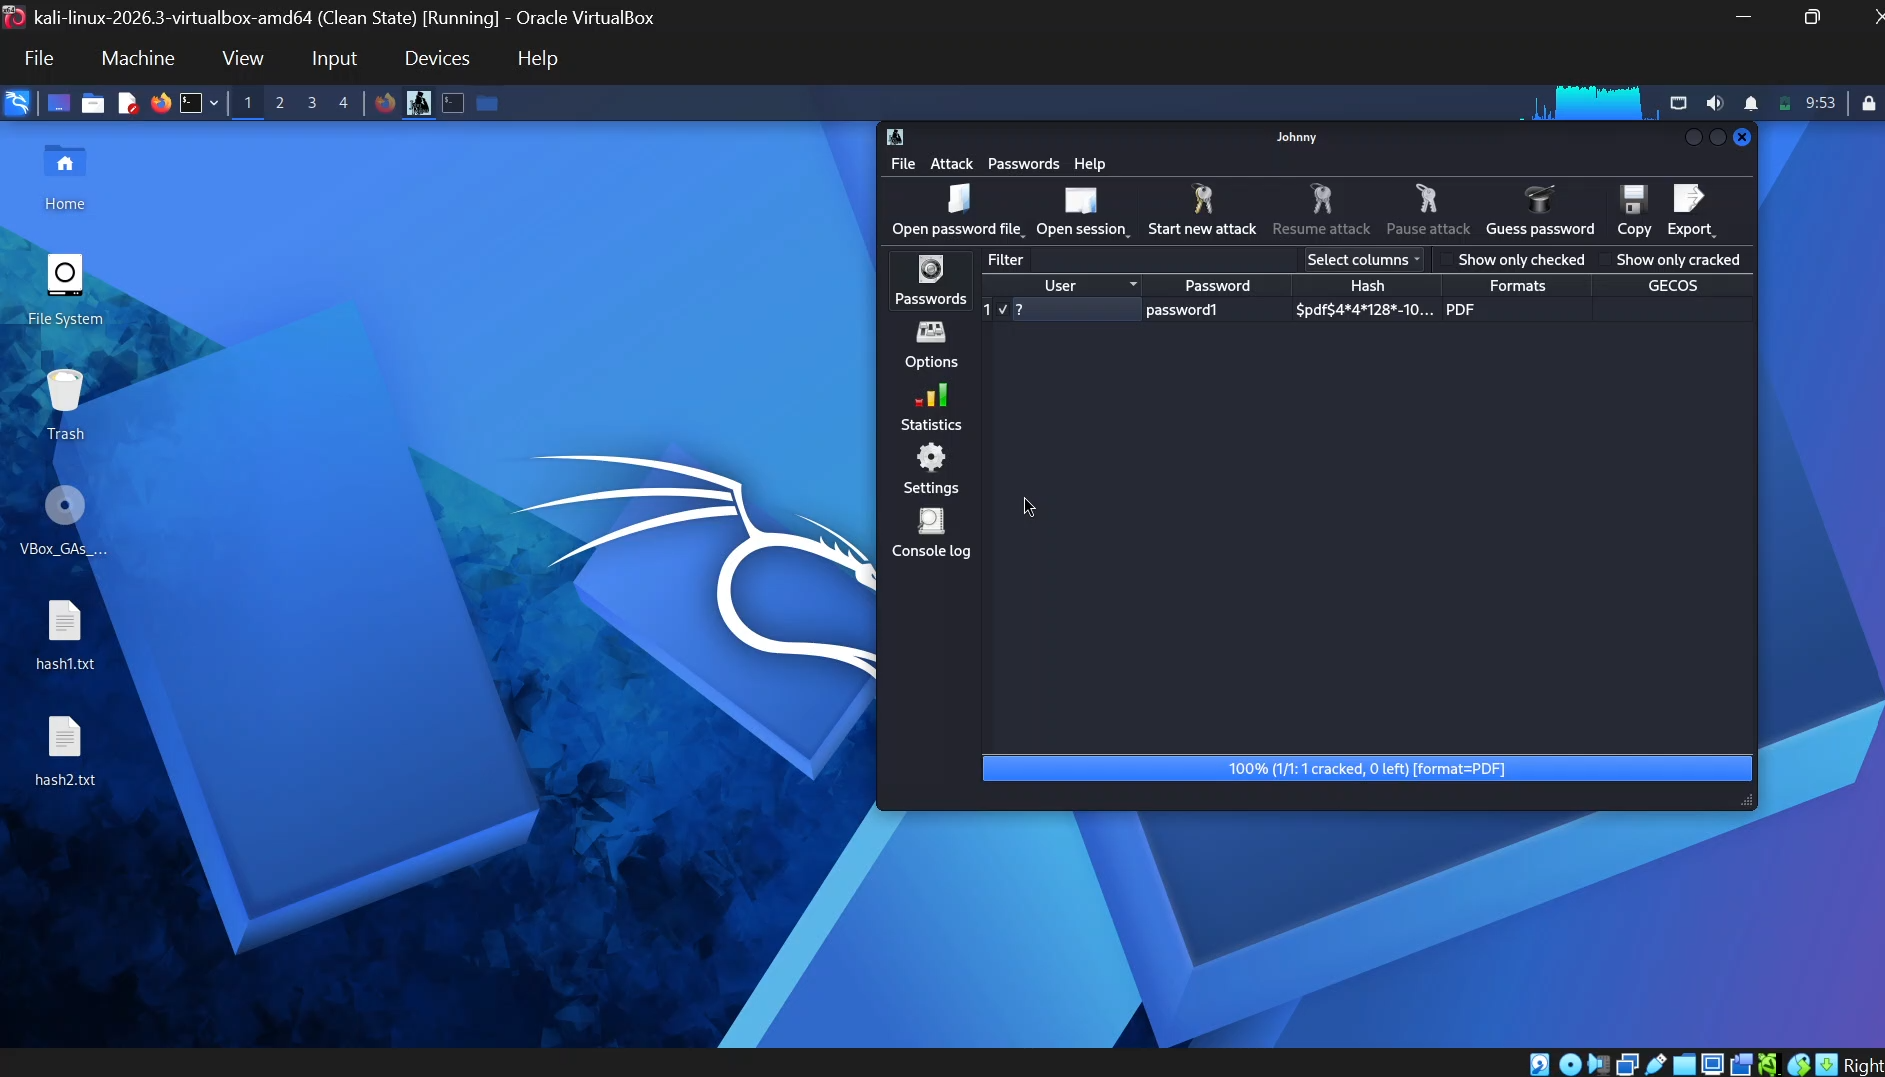 kali-linux-2026.3-virtualbox-amd64 (Clean State) [Running] - Oracle VirtualBox
File Machine View Input Devices Help
1 2 3 4 9:53
Johnny
File Attack Passwords Help
Open password file Open session Start new attack Resume attack Pause attack Guess password Copy Export
Passwords
Options
Statistics
Settings
Console log
Filter Select columns Show only checked Show only cracked
User Password Hash Formats GECOS
1 ? password1 $pdf$4*4*128*-10... PDF
100% (1/1: 1 cracked, 0 left) [format=PDF]
Home
File System
Trash
VBox_GAs_...
hash1.txt
hash2.txt
Right